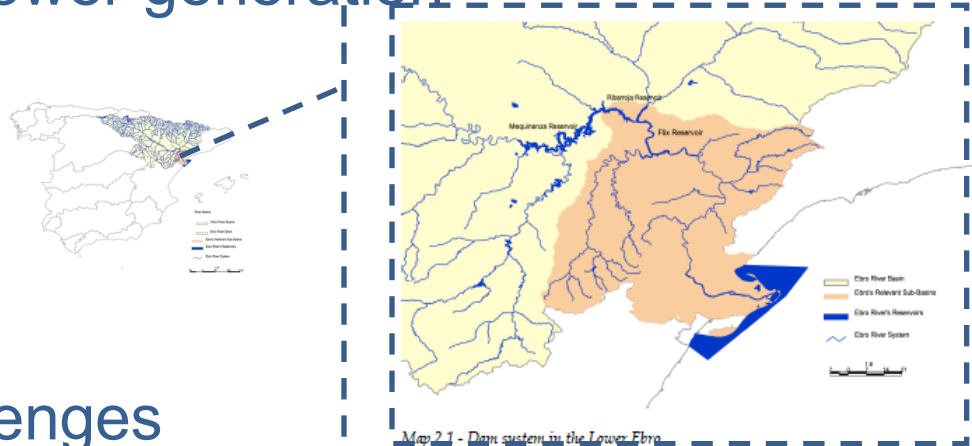 ower generation
Ribarroja Reservoir
Mequinenza Reservoir
Flix Reservoir
Ebro River Basin
Ebro's Relevant Sub-Basins
Ebro River's Reservoirs
Ebro River System
enges
Map 2.1 - Dam system in the Lower Ebro